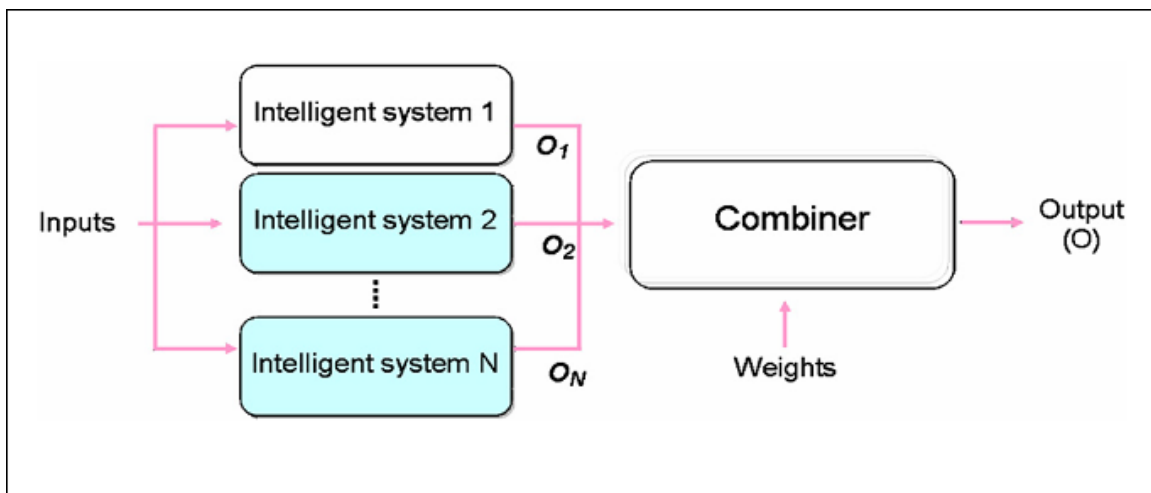 Intelligent system 1
O1
Inputs
Intelligent system 2
O2
Combiner
Output
(O)
Intelligent system N
ON
Weights